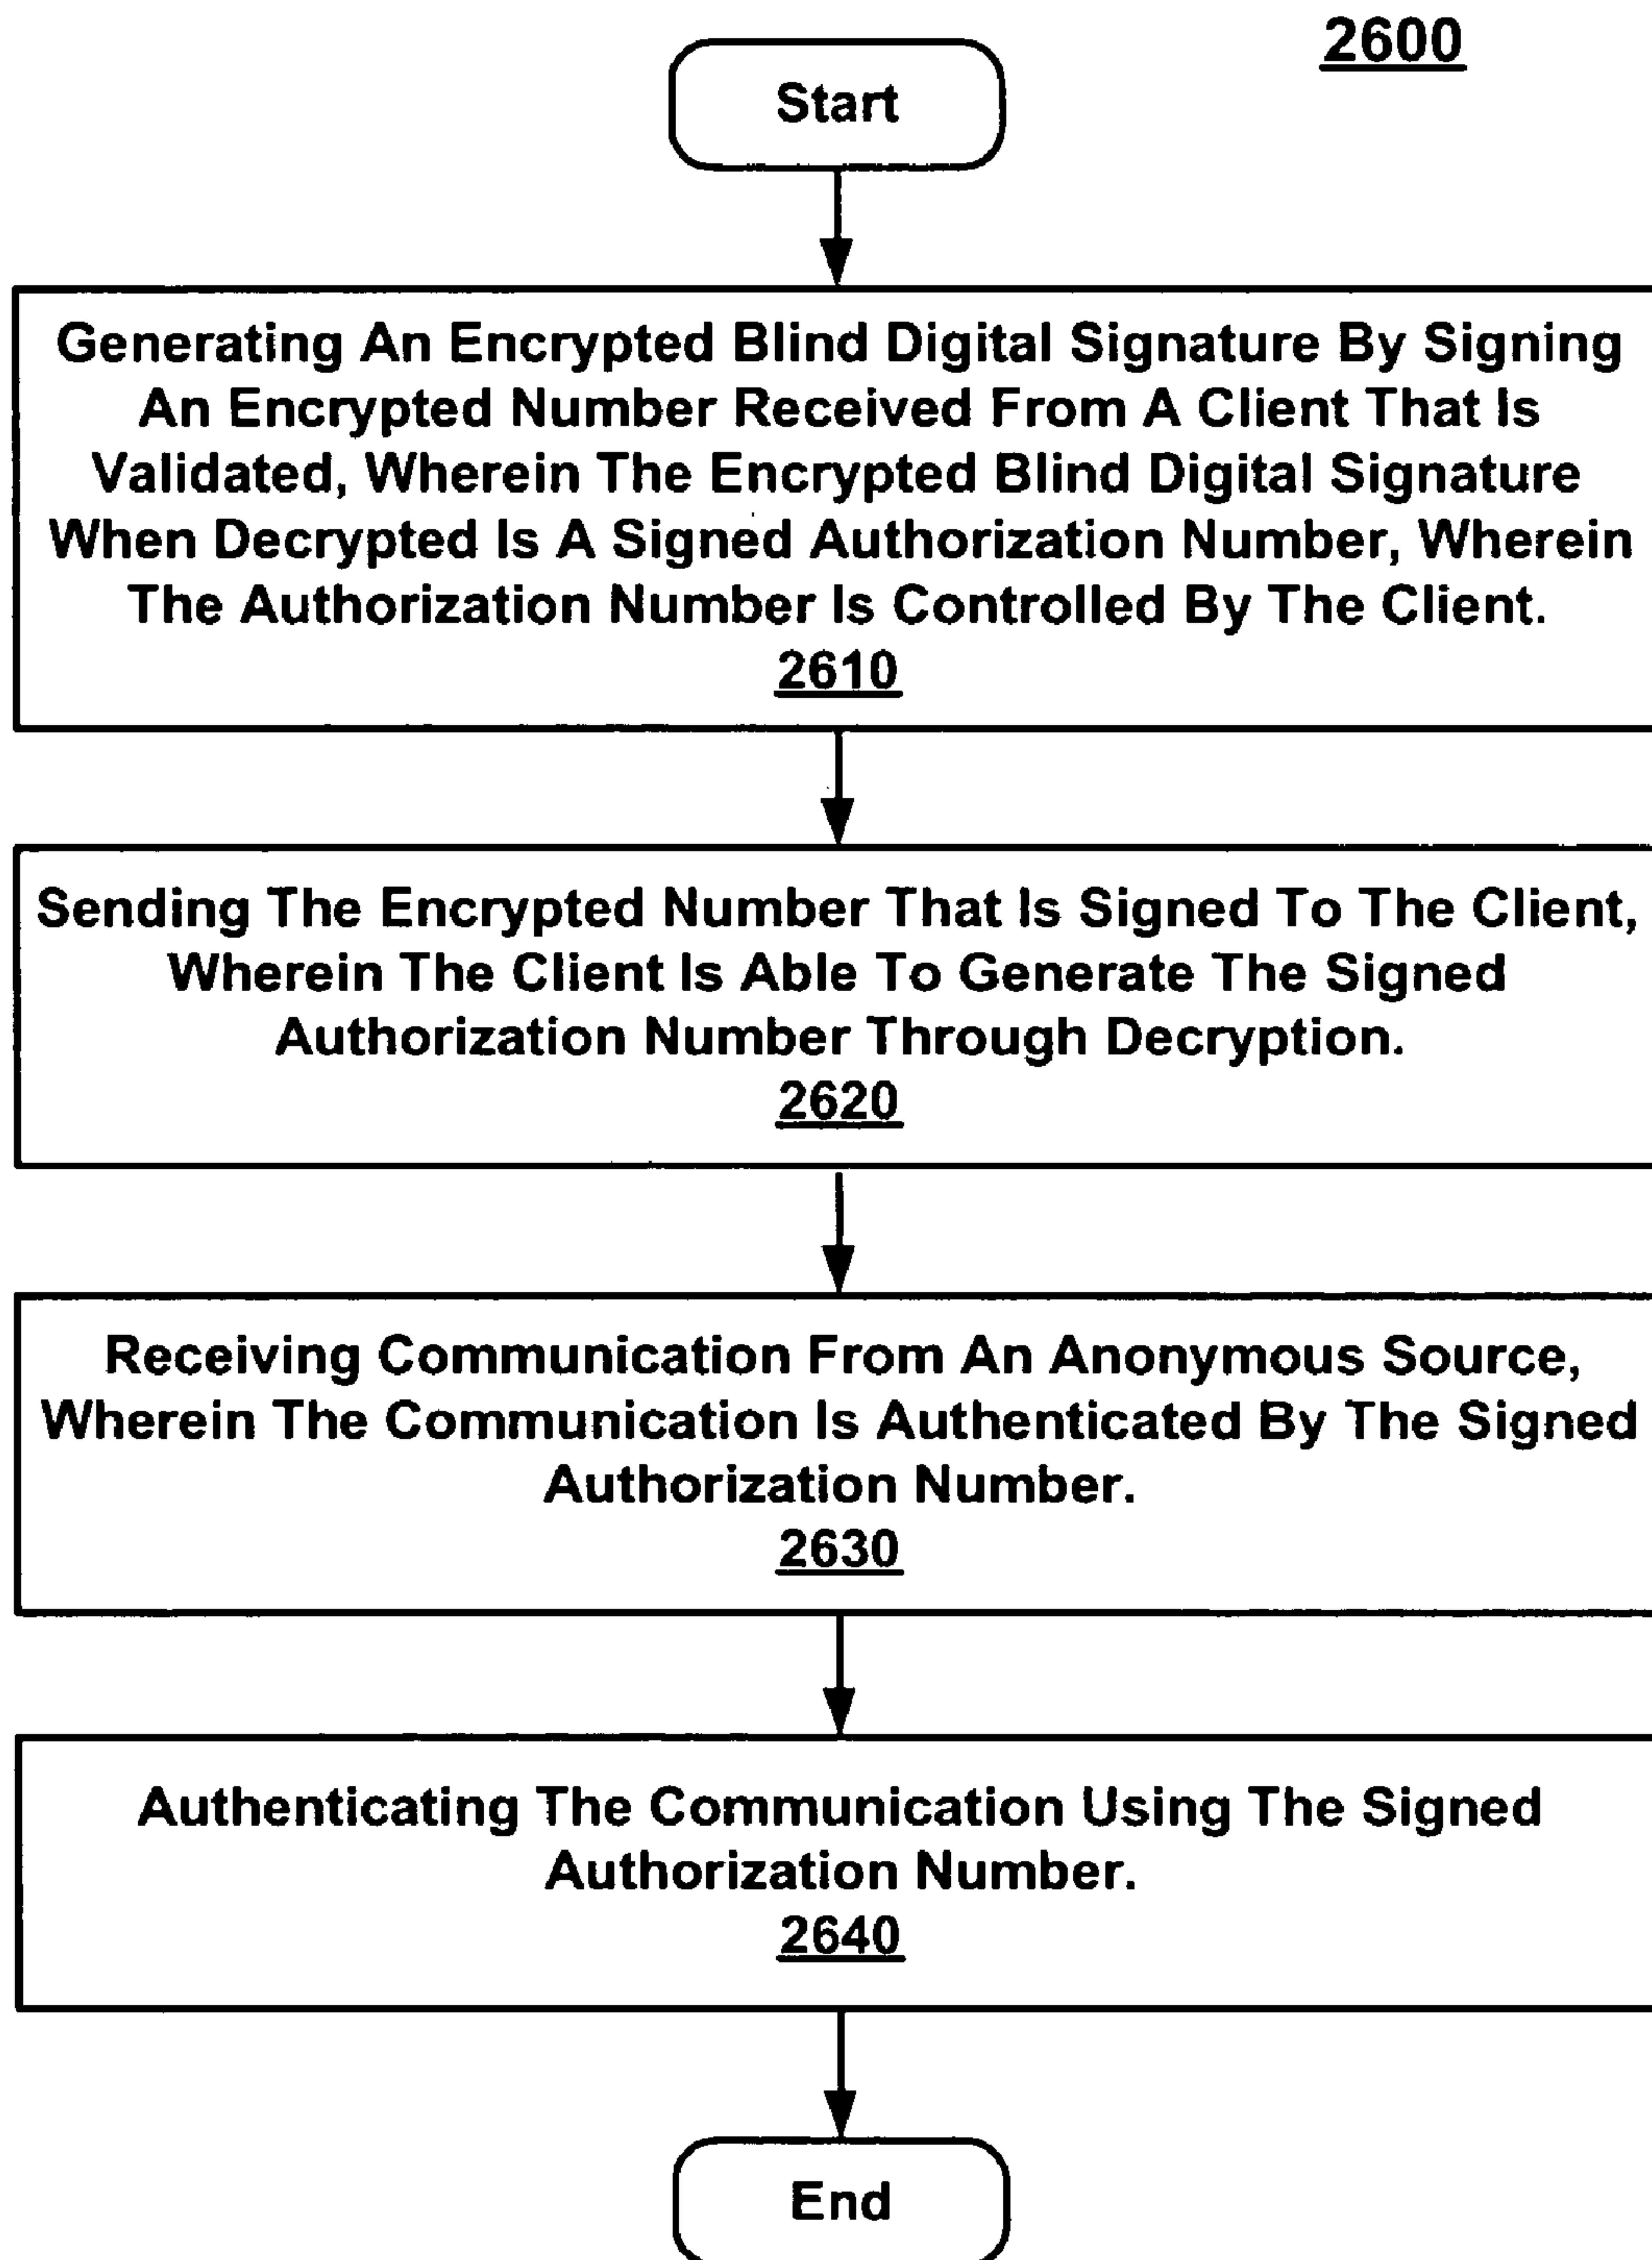 2600
Start
Generating An Encrypted Blind Digital Signature By Signing
An Encrypted Number Received From A Client That Is
Validated, Wherein The Encrypted Blind Digital Signature
When Decrypted Is A Signed Authorization Number, Wherein
The Authorization Number Is Controlled By The Client.
2610
Sending The Encrypted Number That Is Signed To The Client,
Wherein The Client Is Able To Generate The Signed
Authorization Number Through Decryption.
2620
Receiving Communication From An Anonymous Source,
Wherein The Communication Is Authenticated By The Signed
Authorization Number.
2630
Authenticating The Communication Using The Signed
Authorization Number.
2640
End